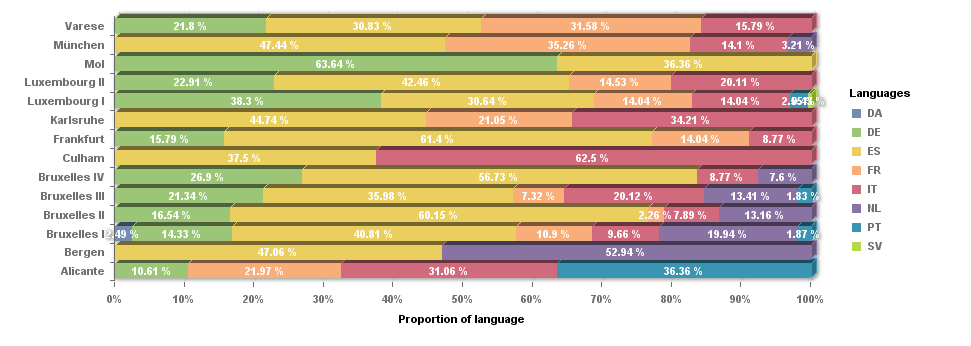 Varese 21.8 % 30.83 % 31.58 % 15.79 %
München 47.44 % 35.26 % 14.1 % 3.21 %
Mol 63.64 % 36.36 %
Luxembourg II 22.91 % 42.46 % 14.53 % 20.11 %
Luxembourg I 38.3 % 30.64 % 14.04 % 14.04 %
Karlsruhe 44.74 % 21.05 % 34.21 %
Frankfurt 15.79 % 61.4 % 14.04 % 8.77 %
Culham 37.5 % 62.5 %
Bruxelles IV 26.9 % 56.73 % 8.77 % 7.6 %
Bruxelles III 21.34 % 35.98 % 7.32 % 20.12 % 13.41 % 1.83 %
Bruxelles II 16.54 % 60.15 % 2.26 % 7.89 % 13.16 %
Bruxelles I 2.49 % 14.33 % 40.81 % 10.9 % 9.66 % 19.94 % 1.87 %
Bergen 47.06 % 52.94 %
Alicante 10.61 % 21.97 % 31.06 % 36.36 %
0% 10% 20% 30% 40% 50% 60% 70% 80% 90% 100%
Proportion of language
Languages
DA
DE
ES
FR
IT
NL
PT
SV